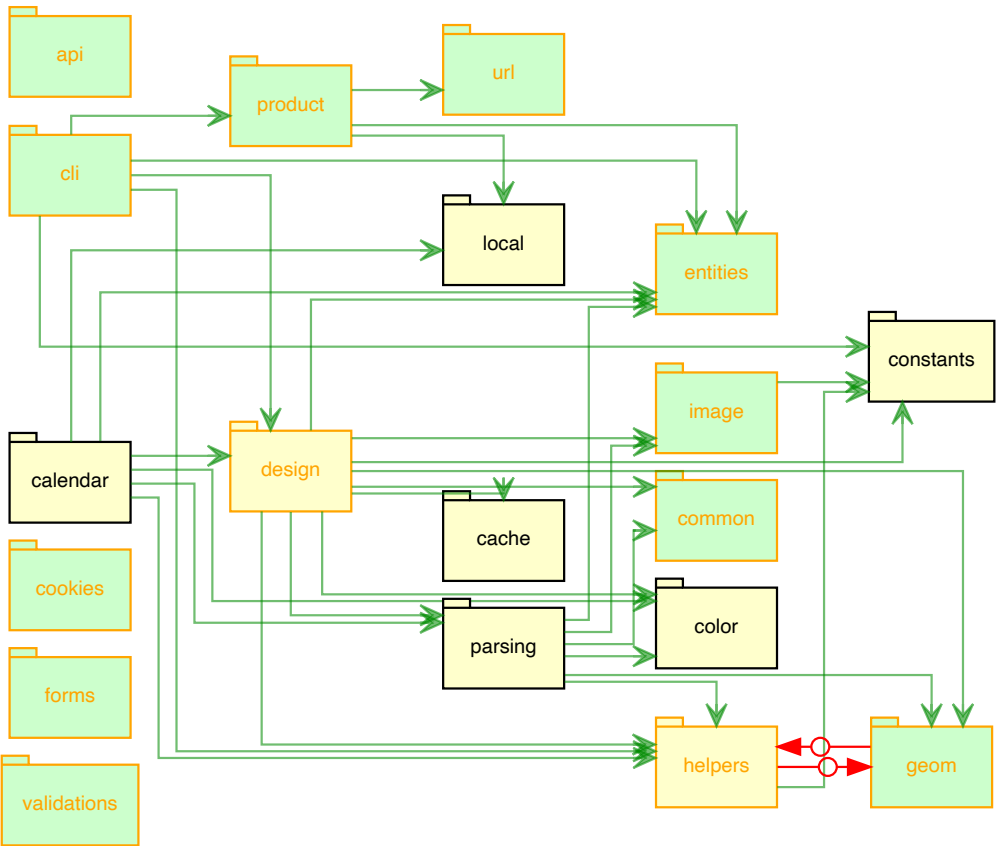 api
product
url
cli
local
entities
constants
image
design
calendar
common
cache
cookies
color
parsing
forms
helpers
geom
validations